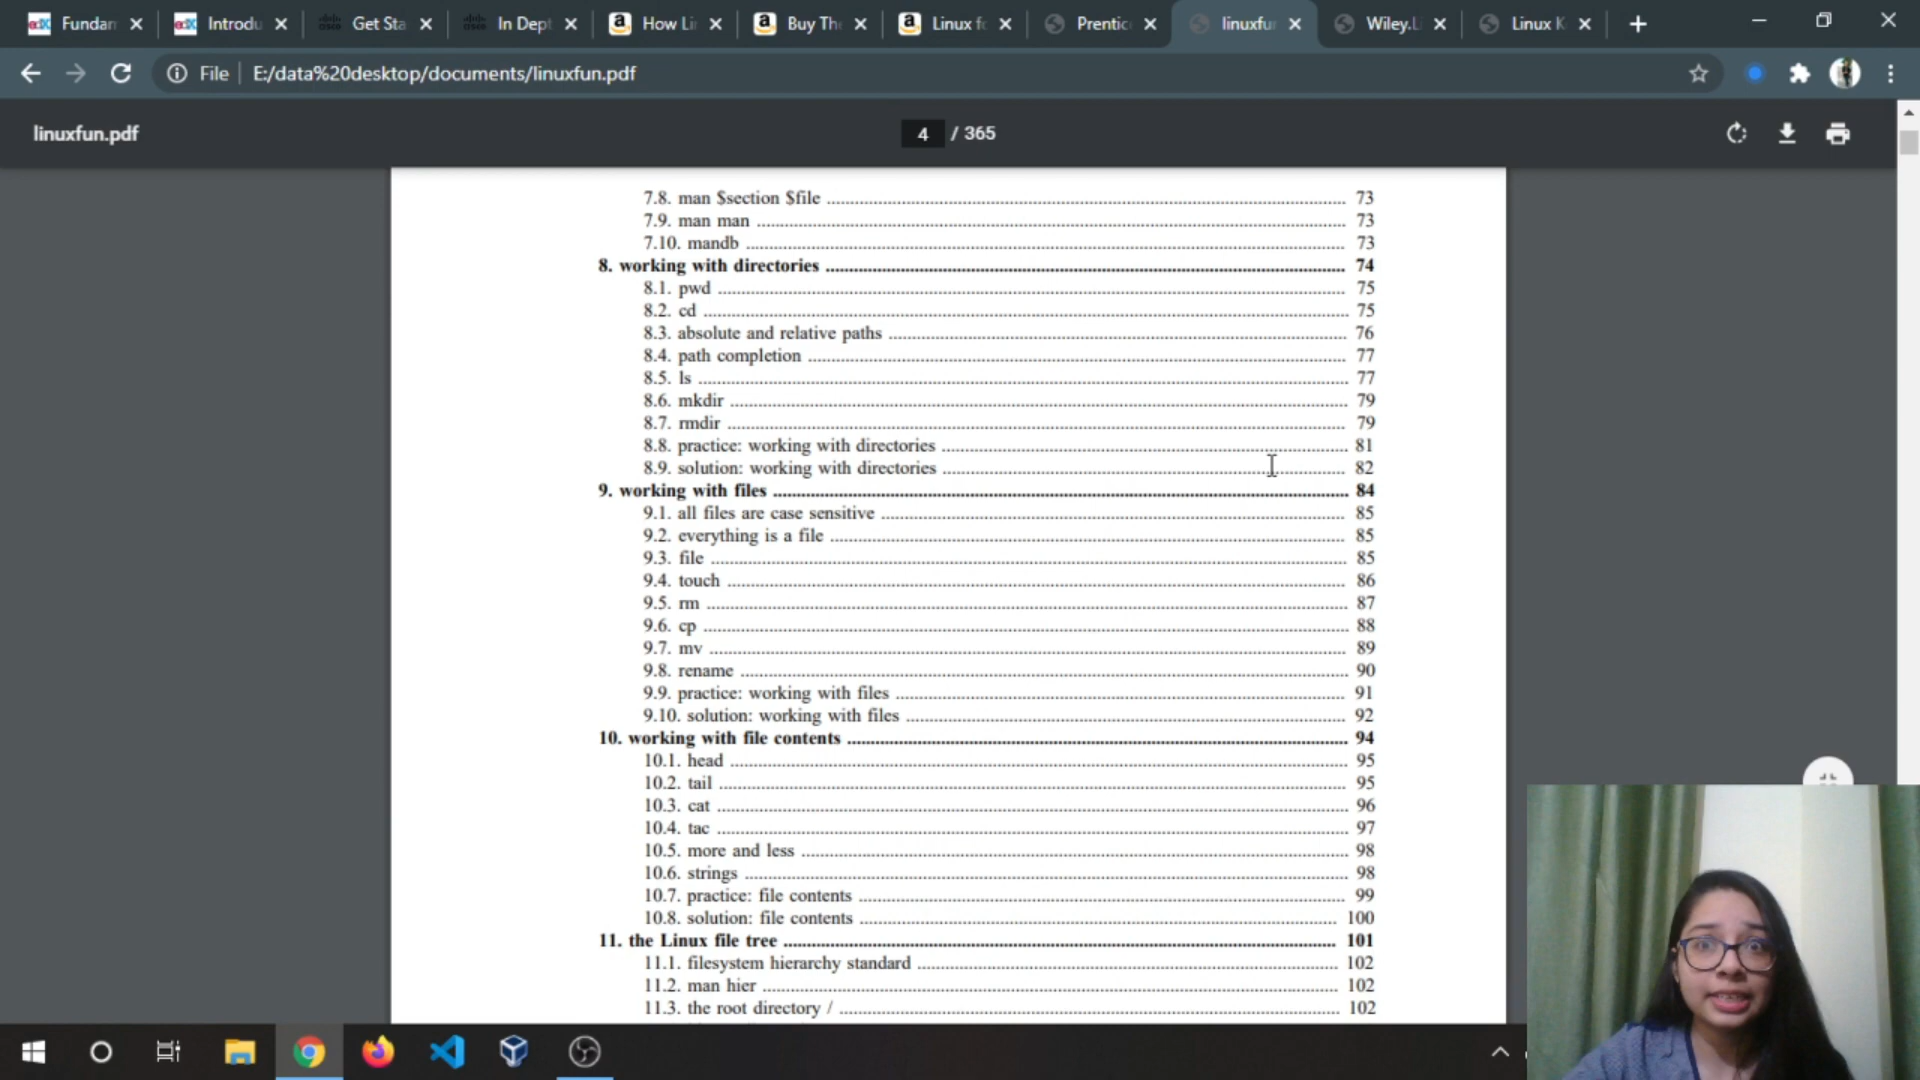 Fundam
Introdu
Get Sta
In Dept
How Lin
Buy The
Linux fo
Prentice
linuxfun
Wiley.Li
Linux K
File
E:/data%20desktop/documents/linuxfun.pdf
linuxfun.pdf
4 / 365
7.8. man $section $file 73
7.9. man man 73
7.10. mandb 73
8. working with directories 74
8.1. pwd 75
8.2. cd 75
8.3. absolute and relative paths 76
8.4. path completion 77
8.5. ls 77
8.6. mkdir 79
8.7. rmdir 79
8.8. practice: working with directories 81
8.9. solution: working with directories 82
9. working with files 84
9.1. all files are case sensitive 85
9.2. everything is a file 85
9.3. file 85
9.4. touch 86
9.5. rm 87
9.6. cp 88
9.7. mv 89
9.8. rename 90
9.9. practice: working with files 91
9.10. solution: working with files 92
10. working with file contents 94
10.1. head 95
10.2. tail 95
10.3. cat 96
10.4. tac 97
10.5. more and less 98
10.6. strings 98
10.7. practice: file contents 99
10.8. solution: file contents 100
11. the Linux file tree 101
11.1. filesystem hierarchy standard 102
11.2. man hier 102
11.3. the root directory / 102